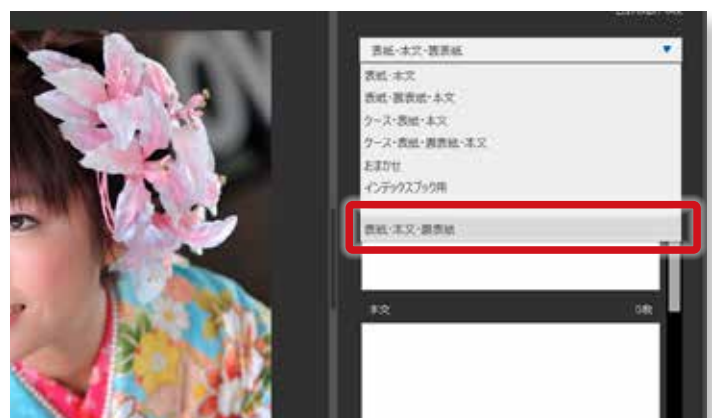 表紙・本文・裏表紙
表紙・本文
表紙・裏表紙・本文
ケース・表紙・本文
ケース・表紙・裏表紙・本文
おまかせ
インデックスブック用
表紙・本文・裏表紙
本文
0枚